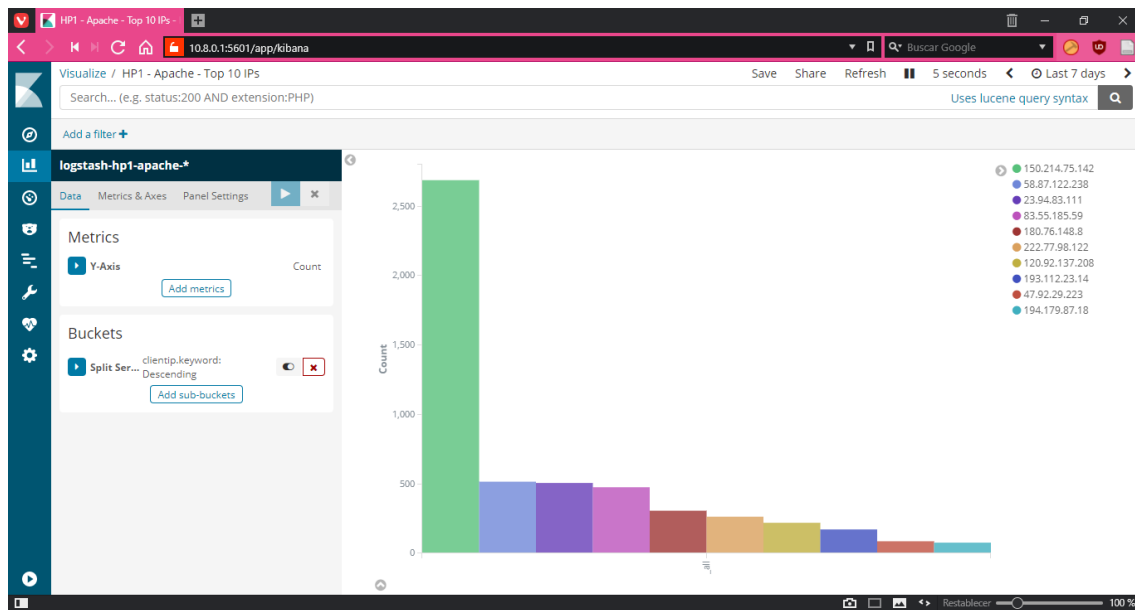 HP1 - Apache - Top 10 IPs -
10.8.0.1:5601/app/kibana
Buscar Google
Visualize / HP1 - Apache - Top 10 IPs
Save Share Refresh 5 seconds Last 7 days
Search... (e.g. status:200 AND extension:PHP)
Uses lucene query syntax
Add a filter +
logstash-hp1-apache-*
Data Metrics & Axes Panel Settings
Metrics
Y-Axis Count
Add metrics
Buckets
Split Ser... clientip.keyword:
Descending
Add sub-buckets
2,500
2,000
1,500
1,000
500
0
Count
all
150.214.75.142
58.87.122.238
23.94.83.111
83.55.185.59
180.76.148.8
222.77.98.122
120.92.137.208
193.112.23.14
47.92.29.223
194.179.87.18
Restablecer 100 %